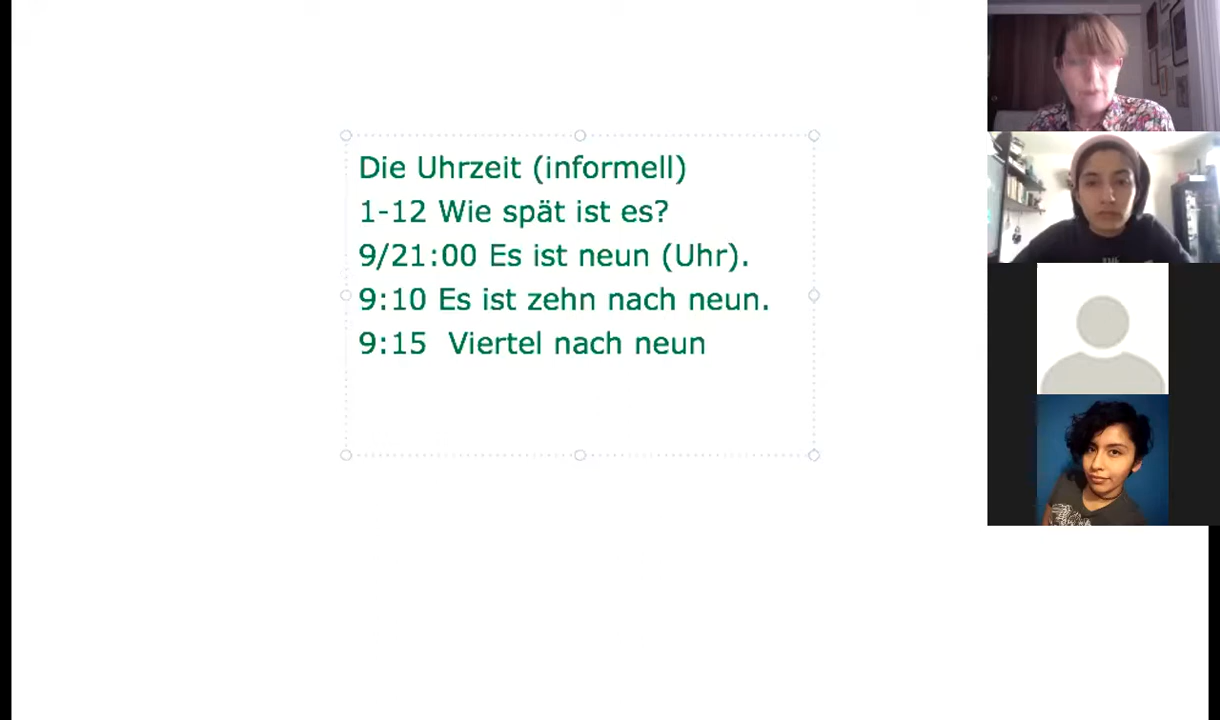 Die Uhrzeit (informell)
1-12 Wie spät ist es?
9/21:00 Es ist neun (Uhr).
9:10 Es ist zehn nach neun.
9:15 Viertel nach neun